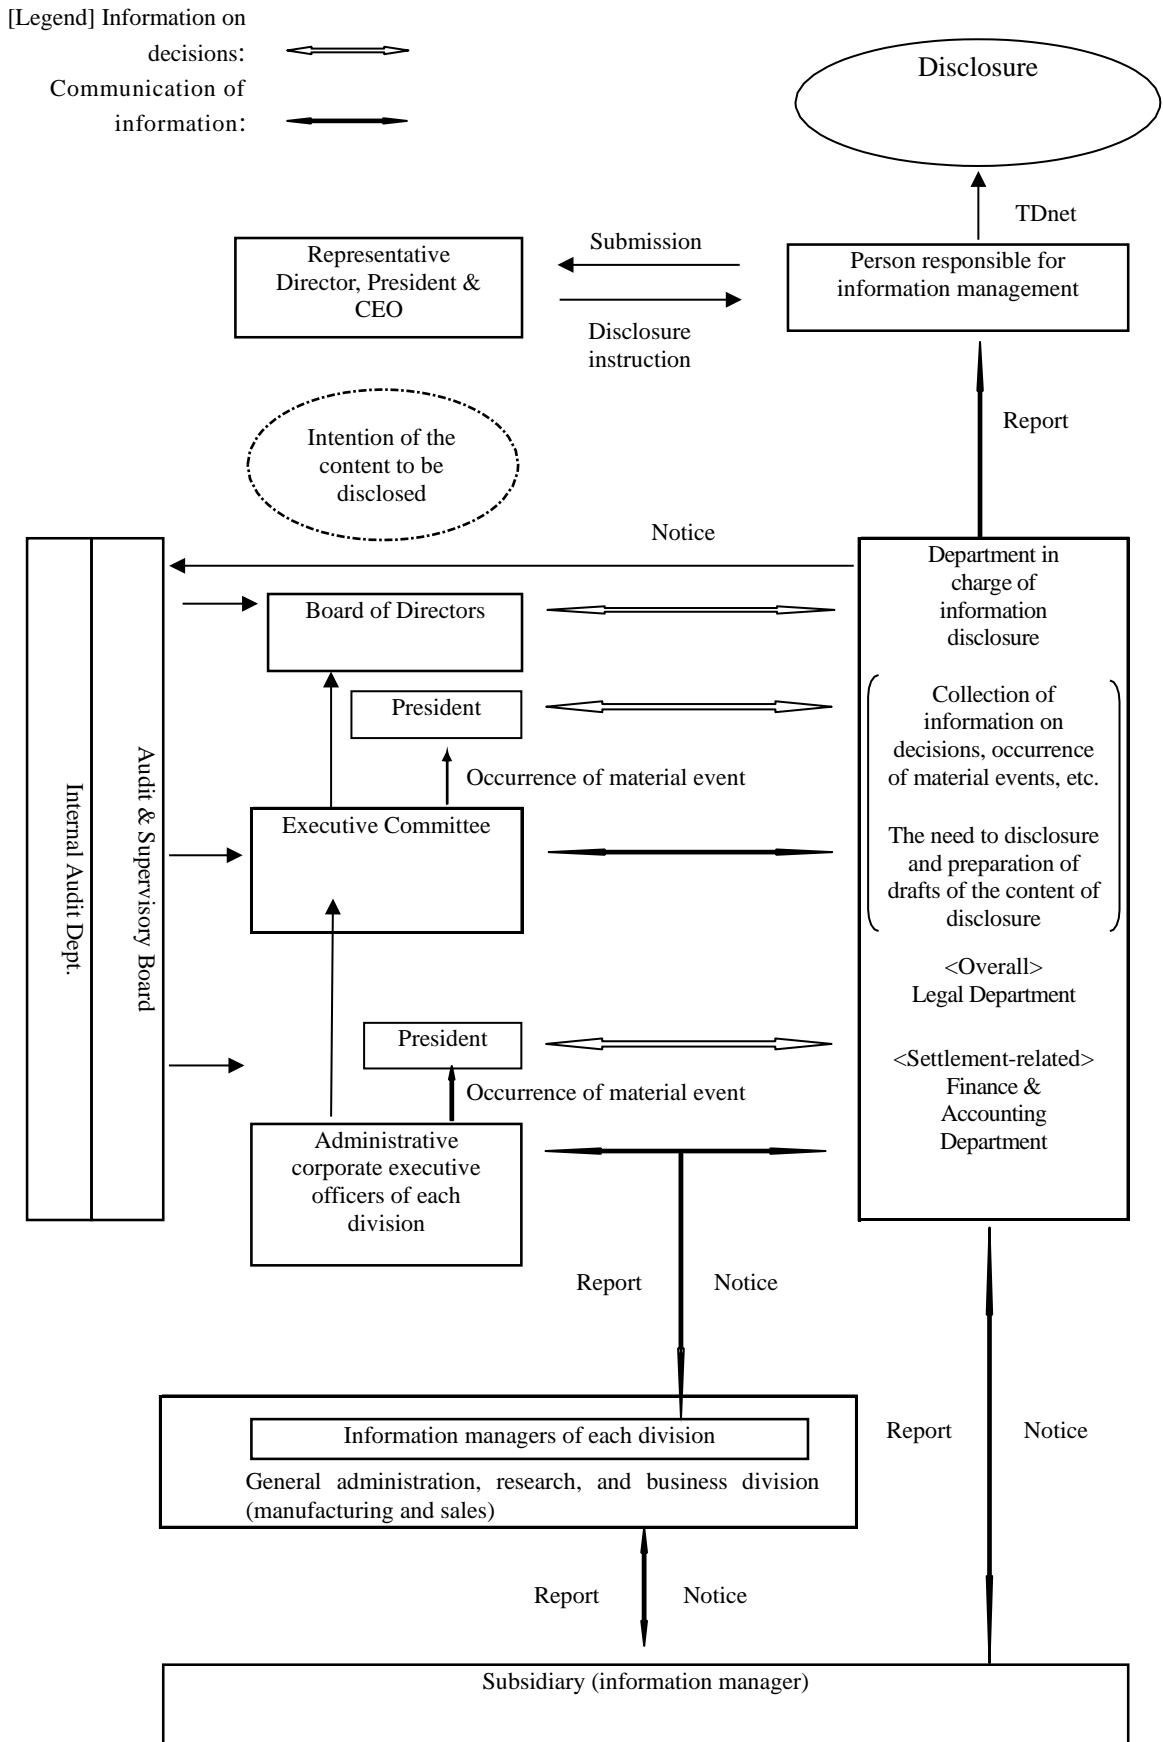 [Legend] Information on
decisions:
Communication of
information:
Disclosure
TDnet
Representative
Director, President &
CEO
Submission
Disclosure
instruction
Person responsible for
information management
Report
Intention of the
content to be
disclosed
Notice
Internal Audit Dept.
Audit & Supervisory Board
Board of Directors
President
Occurrence of material event
Executive Committee
President
Occurrence of material event
Administrative
corporate executive
officers of each
division
Department in
charge of
information
disclosure
Collection of
information on
decisions, occurrence
of material events, etc.
The need to disclosure
and preparation of
drafts of the content of
disclosure
<Overall>
Legal Department
<Settlement-related>
Finance &
Accounting
Department
Report
Notice
Information managers of each division
General administration, research, and business division
(manufacturing and sales)
Report
Notice
Report
Notice
Subsidiary (information manager)